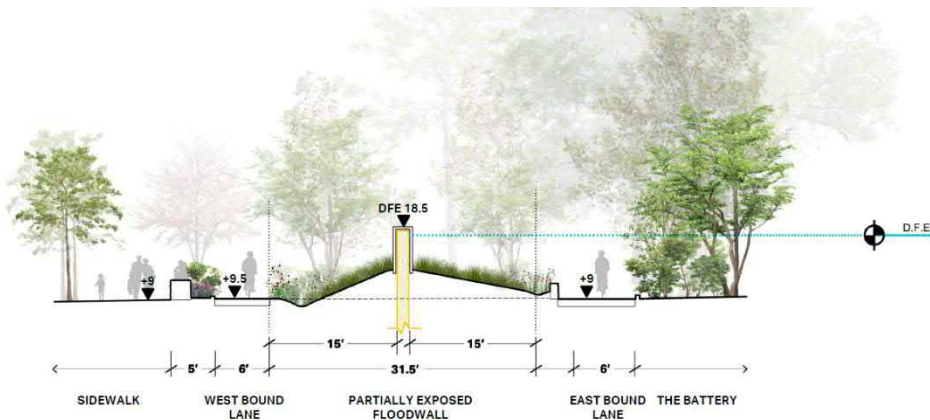 DFE 18.5
D.F.E
+9
+9.5
+9
15'
15'
5'
6'
31.5'
6'
SIDEWALK
WEST BOUND
LANE
PARTIALLY EXPOSED
FLOODWALL
EAST BOUND
LANE
THE BATTERY